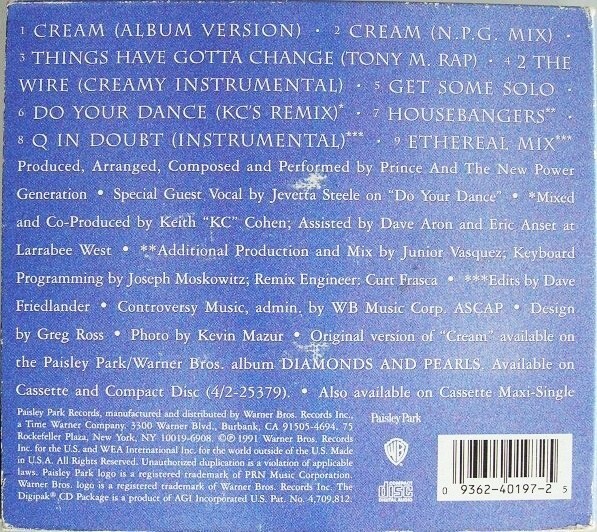 1 CREAM (ALBUM VERSION) · 2 CREAM (N.P.G. MIX) ·
3 THINGS HAVE GOTTA CHANGE (TONY M. RAP) · 4 2 THE
WIRE (CREAMY INSTRUMENTAL) · 5 GET SOME SOLO ·
6 DO YOUR DANCE (KC'S REMIX)* · 7 HOUSEBANGERS** ·
8 Q IN DOUBT (INSTRUMENTAL)*** · 9 ETHEREAL MIX***
Produced, Arranged, Composed and Performed by Prince And The New Power
Generation • Special Guest Vocal by Jevetta Steele on "Do Your Dance" • *Mixed
and Co-Produced by Keith "KC" Cohen; Assisted by Dave Aron and Eric Anset at
Larrabee West • **Additional Production and Mix by Junior Vasquez; Keyboard
Programming by Joseph Moskowitz; Remix Engineer: Curt Frasca • ***Edits by Dave
Friedlander • Controversy Music, admin. by WB Music Corp. ASCAP • Design
by Greg Ross • Photo by Kevin Mazur • Original version of "Cream" available on
the Paisley Park/Warner Bros. album DIAMONDS AND PEARLS. Available on
Cassette and Compact Disc (4/2-25379). • Also available on Cassette Maxi-Single
Paisley Park Records, manufactured and distributed by Warner Bros. Records Inc.,
a Time Warner Company. 3300 Warner Blvd., Burbank, CA 91505-4694. 75
Rockefeller Plaza, New York, NY 10019-6908. ©℗ 1991 Warner Bros. Records
Inc. for the U.S. and WEA International Inc. for the world outside of the U.S. Made
in U.S.A. All Rights Reserved. Unauthorized duplication is a violation of applicable
laws. Paisley Park logo is a registered trademark of PRN Music Corporation.
Warner Bros. logo is a registered trademark of Warner Bros. Records Inc. The
Digipak® CD Package is a product of AGI Incorporated U.S. Pat. No. 4,709,812.
Paisley Park
WB
COMPACT
disc
DIGITAL AUDIO
0 9362-40197-2 5